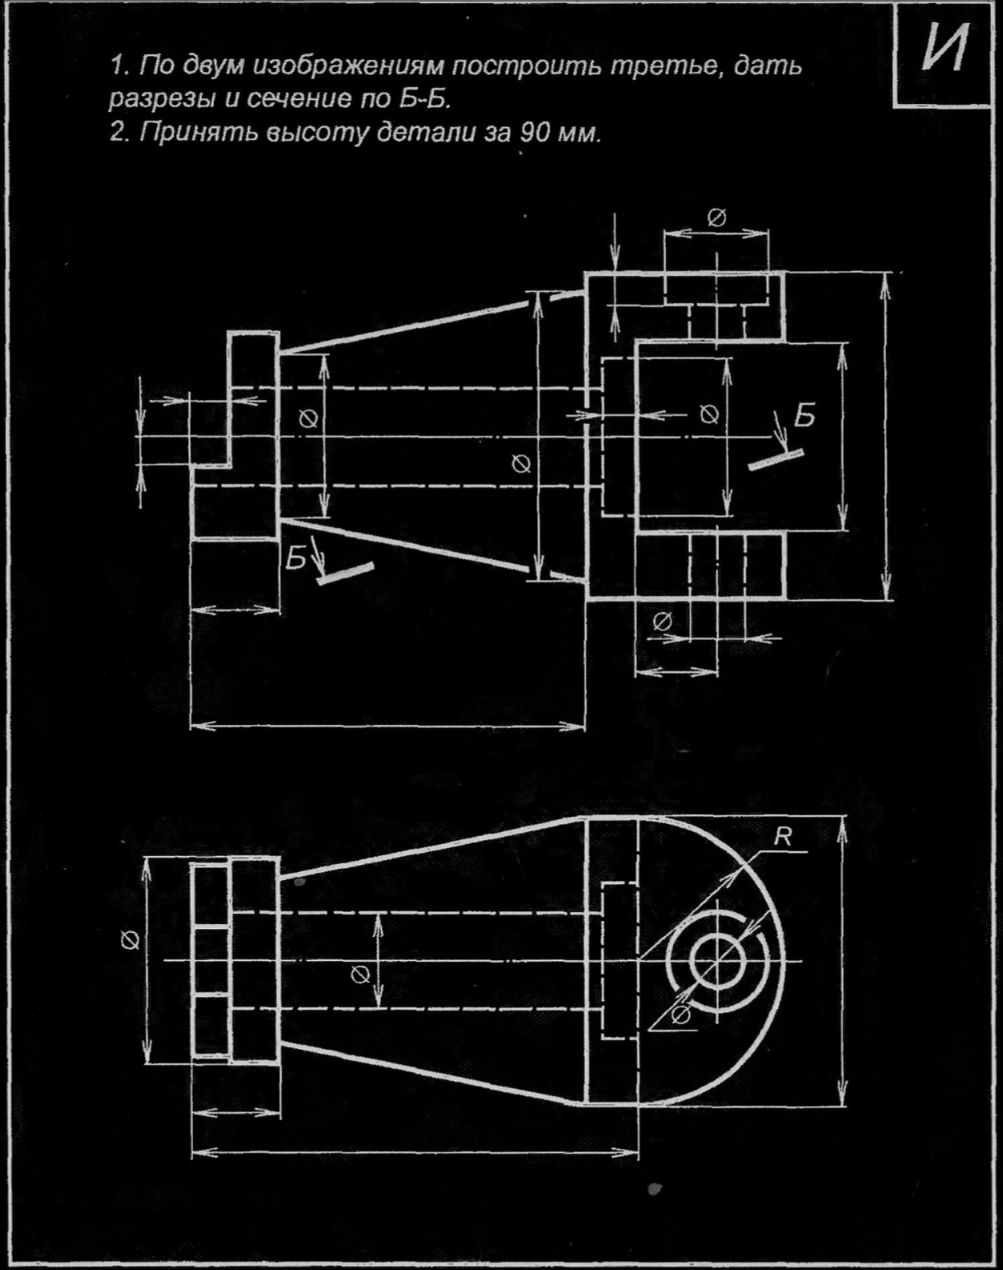 И
1. По двум изображениям построить третье, дать
разрезы и сечение по Б-Б.
2. Принять высоту детали за 90 мм.
Ø
Б
Ø
Ø
Ø
Б
Ø
R
Ø
Ø
Ø